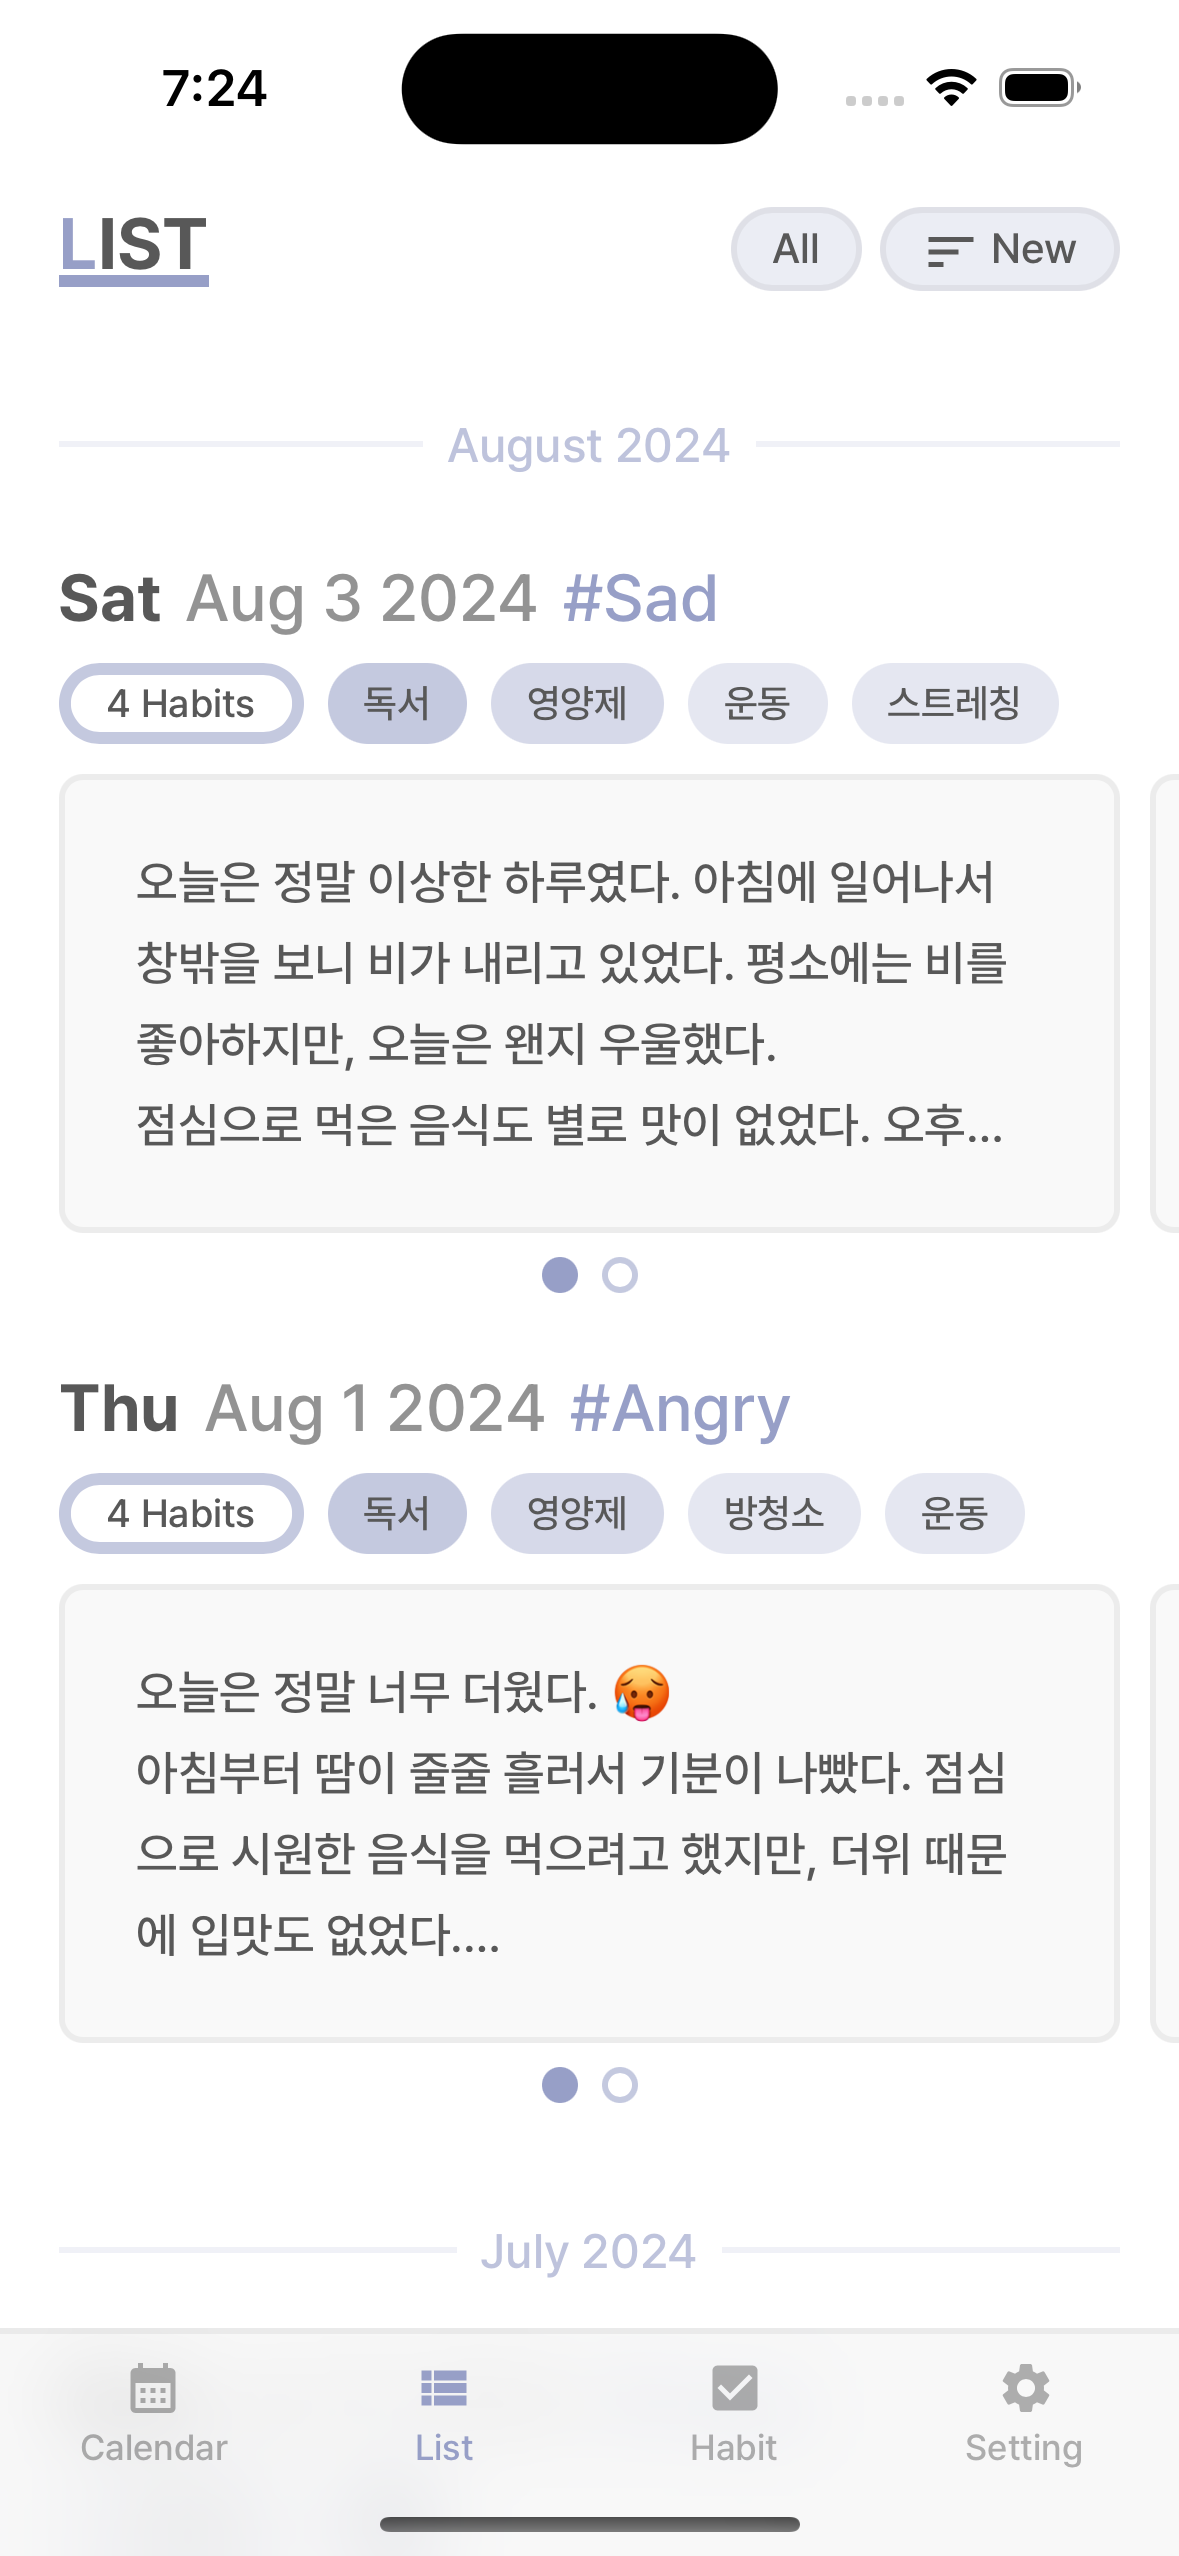 7:24
LIST
All
New
August 2024
Sat Aug 3 2024 #Sad
4 Habits 독서 영양제 운동 스트레칭
오늘은 정말 이상한 하루였다. 아침에 일어나서
창밖을 보니 비가 내리고 있었다. 평소에는 비를
좋아하지만, 오늘은 왠지 우울했다.
점심으로 먹은 음식도 별로 맛이 없었다. 오후...
Thu Aug 1 2024 #Angry
4 Habits 독서 영양제 방청소 운동
오늘은 정말 너무 더웠다. 🥵
아침부터 땀이 줄줄 흘러서 기분이 나빴다. 점심
으로 시원한 음식을 먹으려고 했지만, 더위 때문
에 입맛도 없었다....
July 2024
Calendar List Habit Setting